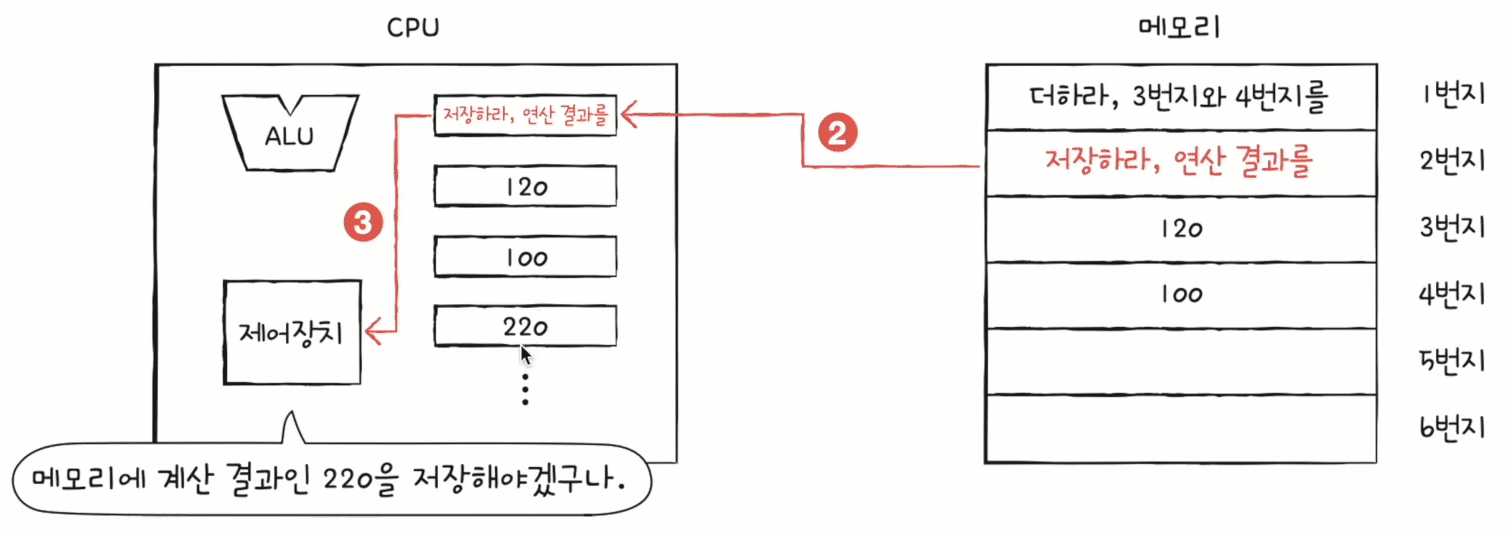 CPU
메모리
ALU
저장하라, 연산 결과를
120
100
220
제어장치
3
2
메모리에 계산 결과인 220을 저장해야겠구나.
더하라, 3번지와 4번지를
1번지
저장하라, 연산 결과를
2번지
120
3번지
100
4번지
5번지
6번지